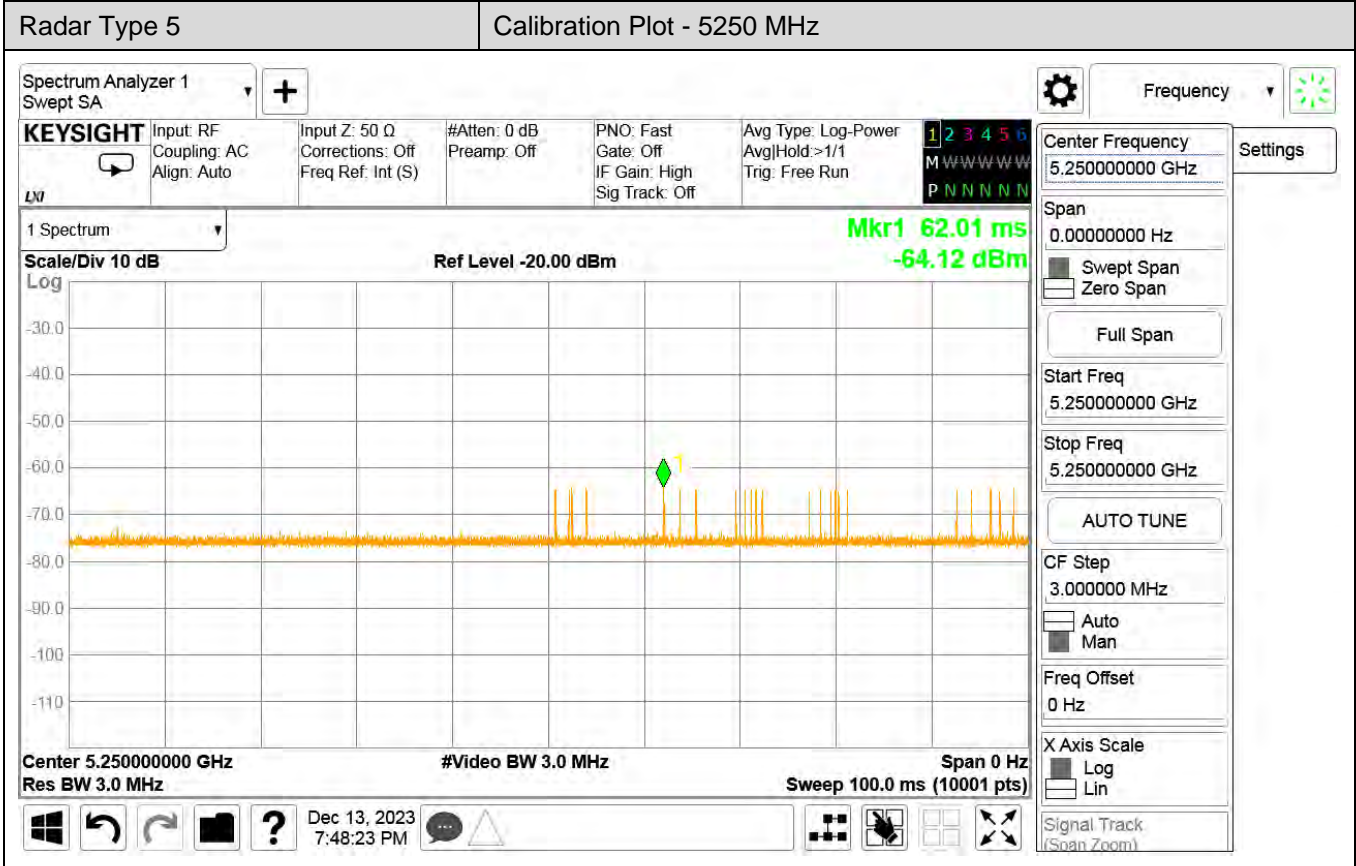 Radar Type 5
Calibration Plot - 5250 MHz
Spectrum Analyzer 1
Swept SA
Frequency
KEYSIGHT
LXI
Input: RF
Coupling: AC
Align: Auto
Input Z: 50 Ω
Corrections: Off
Freq Ref: Int (S)
#Atten: 0 dB
Preamp: Off
PNO: Fast
Gate: Off
IF Gain: High
Sig Track: Off
Avg Type: Log-Power
Avg|Hold:>1/1
Trig: Free Run
1 2 3 4 5 6
M W W W W W
P N N N N N
1 Spectrum
Scale/Div 10 dB
Ref Level -20.00 dBm
Mkr1 62.01 ms
-64.12 dBm
Log
-30.0
-40.0
-50.0
-60.0
-70.0
-80.0
-90.0
-100
-110
1
Center 5.250000000 GHz
#Video BW 3.0 MHz
Span 0 Hz
Res BW 3.0 MHz
Sweep 100.0 ms (10001 pts)
?
Dec 13, 2023
7:48:23 PM
Center Frequency
5.250000000 GHz
Settings
Span
0.00000000 Hz
Swept Span
Zero Span
Full Span
Start Freq
5.250000000 GHz
Stop Freq
5.250000000 GHz
AUTO TUNE
CF Step
3.000000 MHz
Auto
Man
Freq Offset
0 Hz
X Axis Scale
Log
Lin
Signal Track
(Span Zoom)